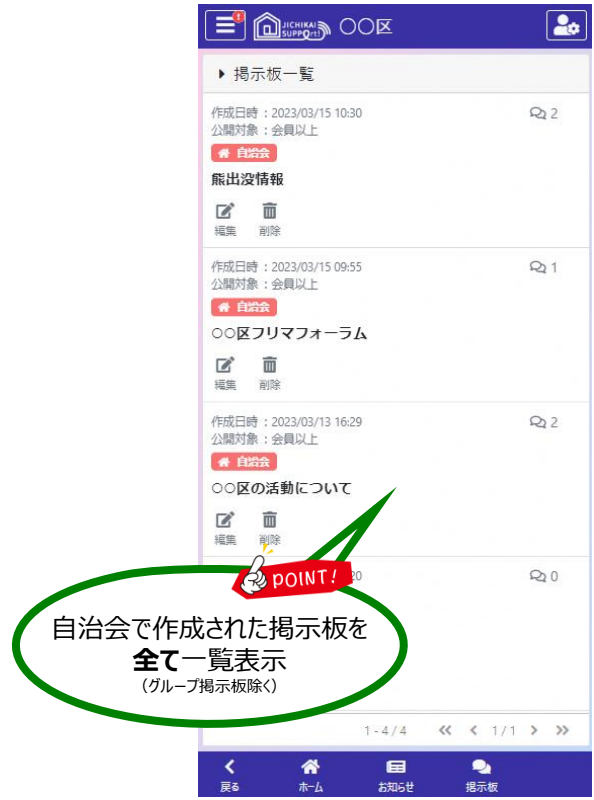 !
JICHIKAI
SUPPOrt!
○○区
掲示板一覧
作成日時：2023/03/15 10:30
2
公開対象：会員以上
自治会
熊出没情報
編集 削除
作成日時：2023/03/15 09:55
1
公開対象：会員以上
自治会
○○区フリマフォーラム
編集 削除
作成日時：2023/03/13 16:29
2
公開対象：会員以上
自治会
○○区の活動について
編集 削除
POINT!
20
0
自治会で作成された掲示板を
全て一覧表示
(グループ掲示板除く)
1 - 4 / 4 « ‹ 1 / 1 › »
戻る ホーム お知らせ 掲示板